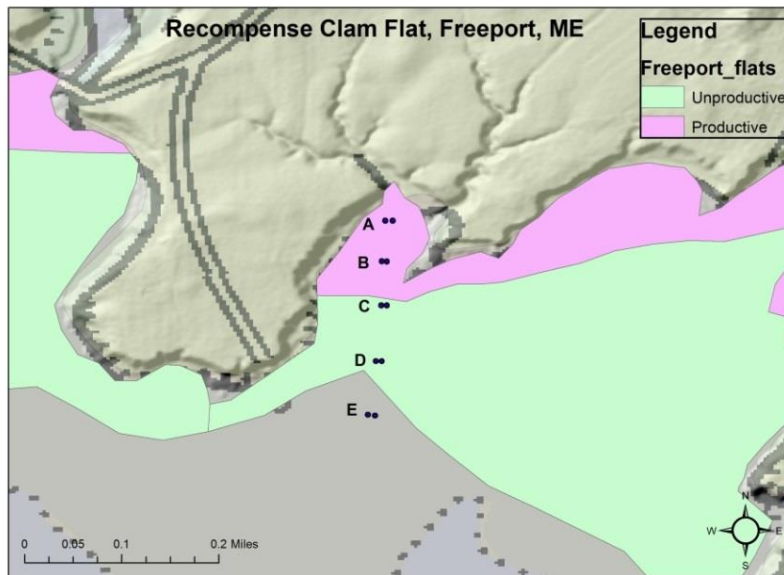 Recompense Clam Flat, Freeport, ME
Legend
Freeport_flats
Unproductive
Productive
A
B
C
D
E
0 0.05 0.1 0.2 Miles
N
W E
S